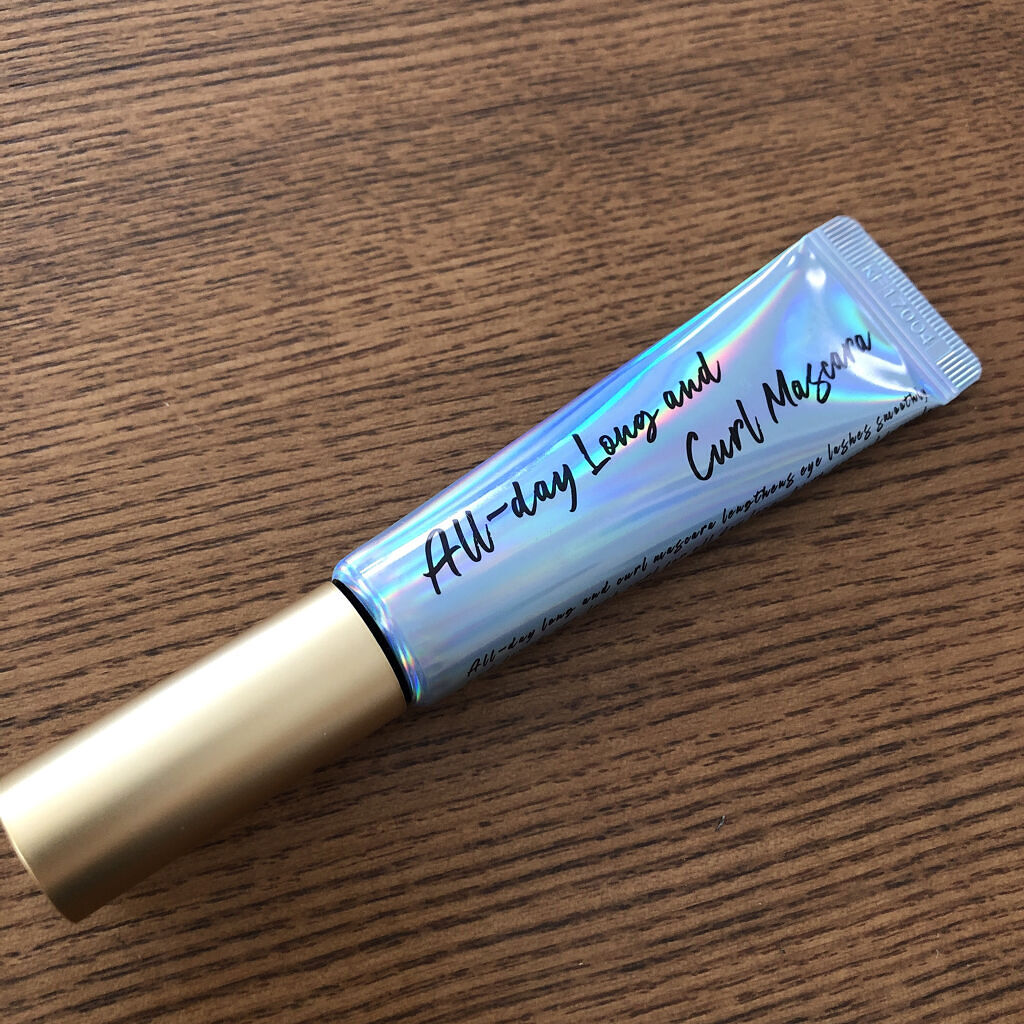 All-day Long and
Curl Mascara
All-day long and curl mascara lengthens eye lashes smoothly